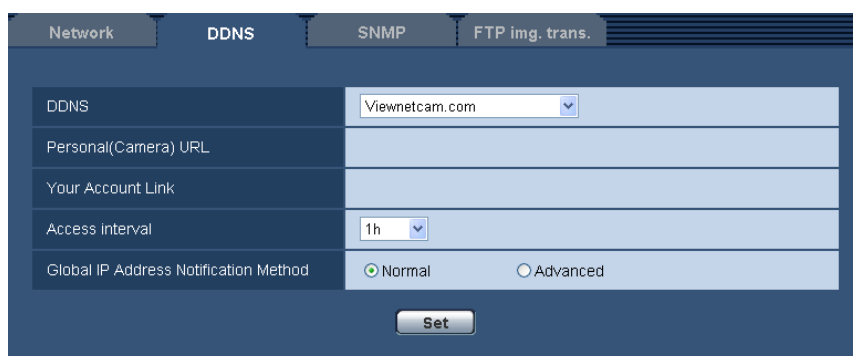 Network DDNS SNMP FTP img. trans.
DDNS Viewnetcam.com
Personal(Camera) URL
Your Account Link
Access interval 1h
Global IP Address Notification Method Normal Advanced
Set